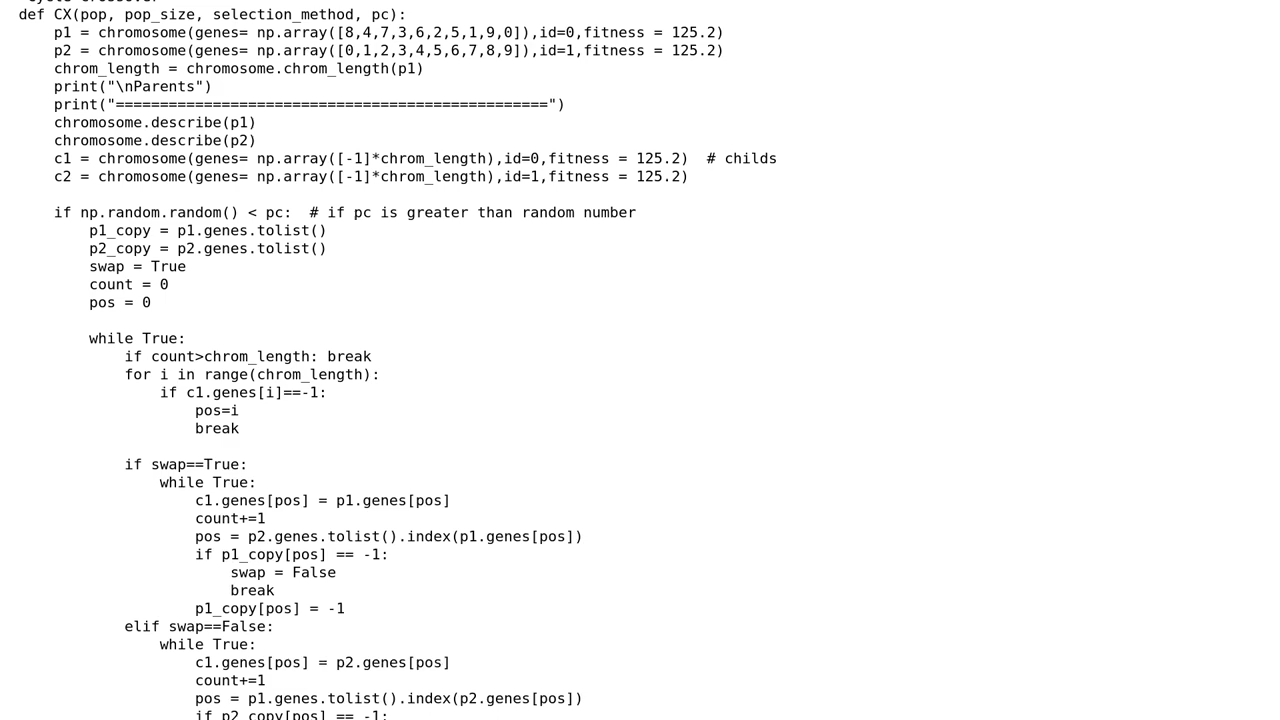 def CX(pop, pop_size, selection_method, pc):
    p1 = chromosome(genes= np.array([8,4,7,3,6,2,5,1,9,0]),id=0,fitness = 125.2)
    p2 = chromosome(genes= np.array([0,1,2,3,4,5,6,7,8,9]),id=1,fitness = 125.2)
    chrom_length = chromosome.chrom_length(p1)
    print("\nParents")
    print("=================================================")
    chromosome.describe(p1)
    chromosome.describe(p2)
    c1 = chromosome(genes= np.array([-1]*chrom_length),id=0,fitness = 125.2)  # childs
    c2 = chromosome(genes= np.array([-1]*chrom_length),id=1,fitness = 125.2)

    if np.random.random() < pc:  # if pc is greater than random number
        p1_copy = p1.genes.tolist()
        p2_copy = p2.genes.tolist()
        swap = True
        count = 0
        pos = 0

        while True:
            if count>chrom_length: break
            for i in range(chrom_length):
                if c1.genes[i]==-1:
                    pos=i
                    break

            if swap==True:
                while True:
                    c1.genes[pos] = p1.genes[pos]
                    count+=1
                    pos = p2.genes.tolist().index(p1.genes[pos])
                    if p1_copy[pos] == -1:
                        swap = False
                        break
                    p1_copy[pos] = -1
            elif swap==False:
                while True:
                    c1.genes[pos] = p2.genes[pos]
                    count+=1
                    pos = p1.genes.tolist().index(p2.genes[pos])
                    if p2_copy[pos] == -1: